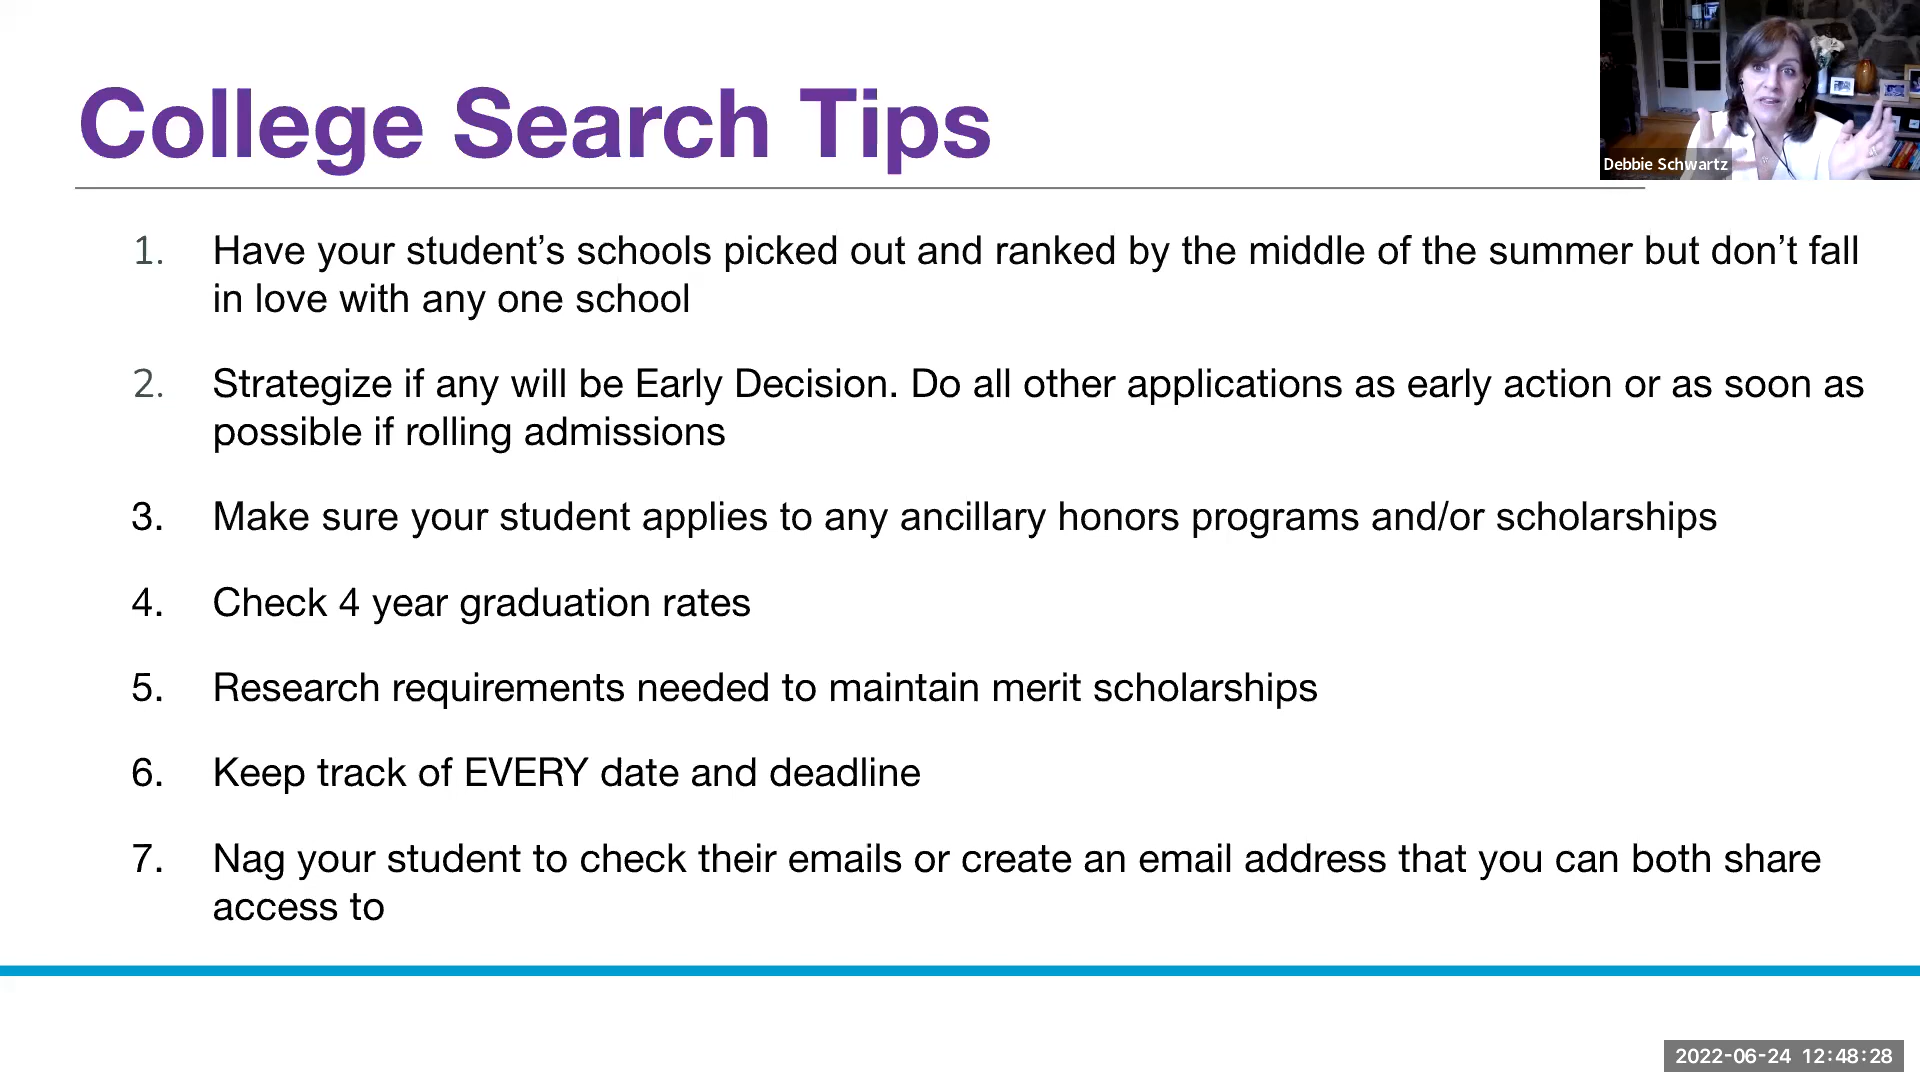 College Search Tips
Debbie Schwartz
1. Have your student’s schools picked out and ranked by the middle of the summer but don’t fall
in love with any one school
2. Strategize if any will be Early Decision. Do all other applications as early action or as soon as
possible if rolling admissions
3. Make sure your student applies to any ancillary honors programs and/or scholarships
4. Check 4 year graduation rates
5. Research requirements needed to maintain merit scholarships
6. Keep track of EVERY date and deadline
7. Nag your student to check their emails or create an email address that you can both share
access to
2022-06-24 12:48:28